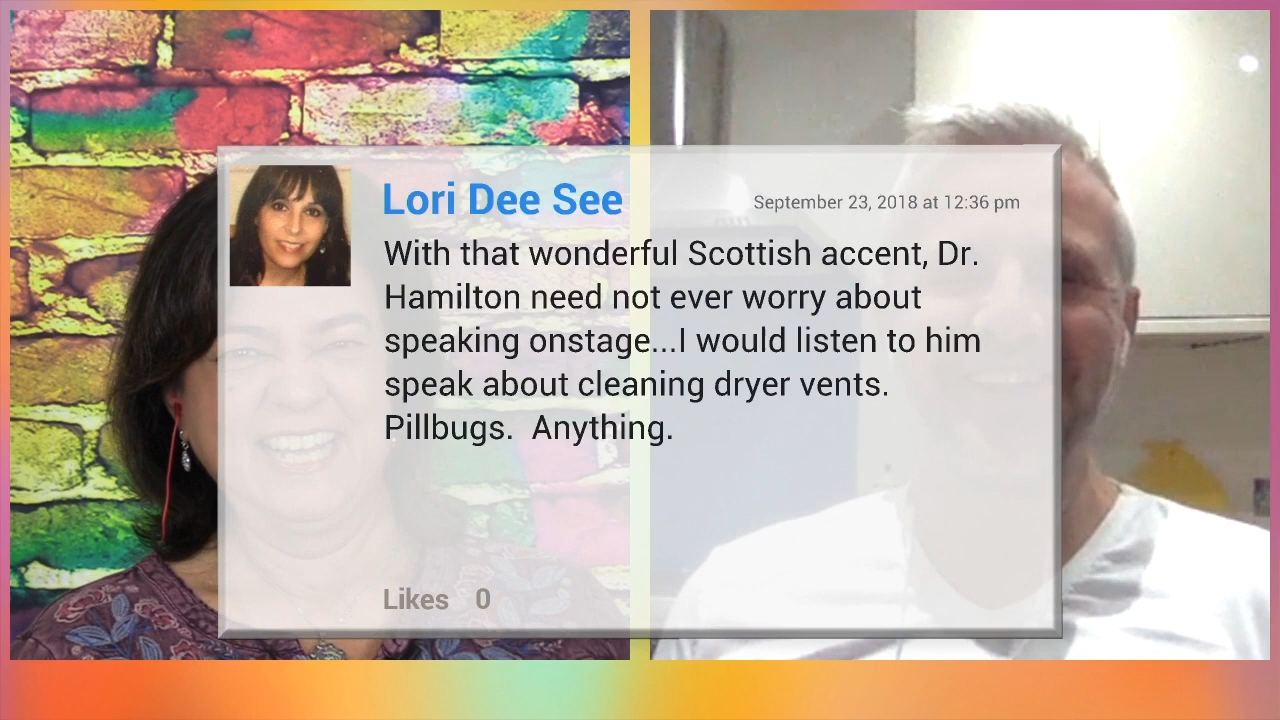 Lori Dee See
September 23, 2018 at 12:36 pm
With that wonderful Scottish accent, Dr.
Hamilton need not ever worry about
speaking onstage...I would listen to him
speak about cleaning dryer vents.
Pillbugs.  Anything.
Likes 0